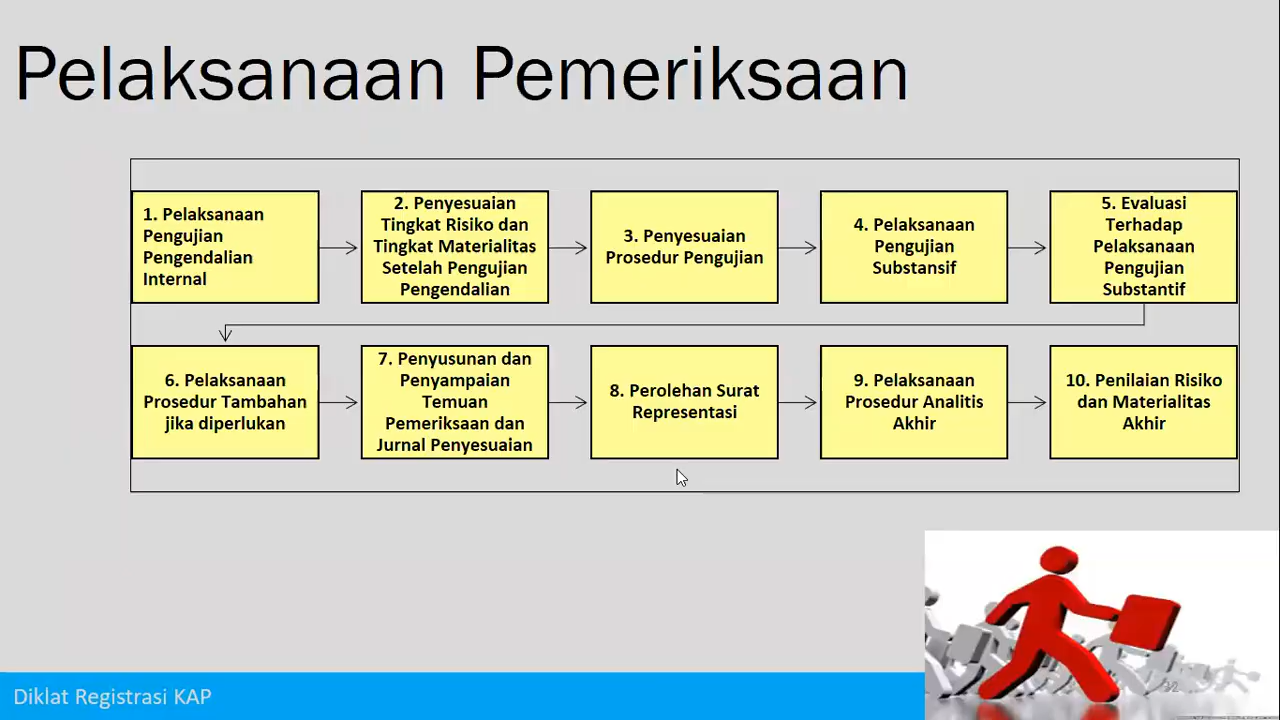 Pelaksanaan Pemeriksaan
1. Pelaksanaan
Pengujian
Pengendalian
Internal
2. Penyesuaian
Tingkat Risiko dan
Tingkat Materialitas
Setelah Pengujian
Pengendalian
3. Penyesuaian
Prosedur Pengujian
4. Pelaksanaan
Pengujian
Substansif
5. Evaluasi
Terhadap
Pelaksanaan
Pengujian
Substantif
6. Pelaksanaan
Prosedur Tambahan
jika diperlukan
7. Penyusunan dan
Penyampaian
Temuan
Pemeriksaan dan
Jurnal Penyesuaian
8. Perolehan Surat
Representasi
9. Pelaksanaan
Prosedur Analitis
Akhir
10. Penilaian Risiko
dan Materialitas
Akhir
Diklat Registrasi KAP